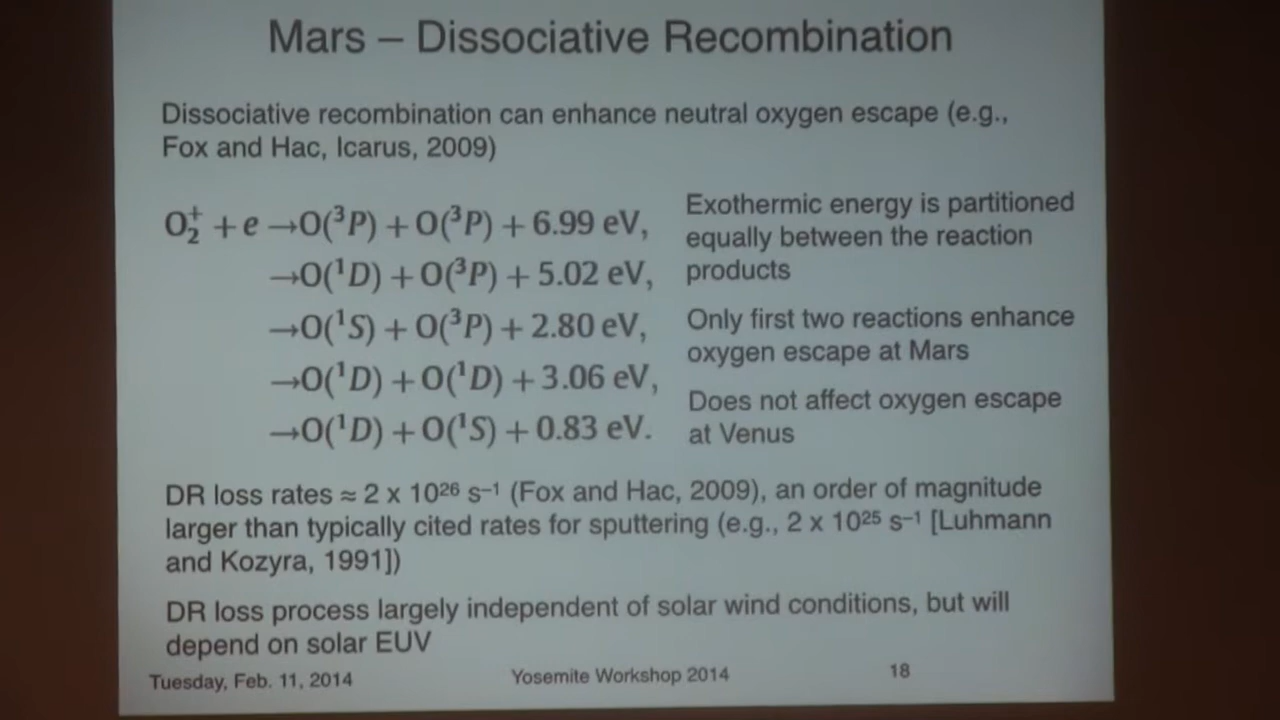 Mars – Dissociative Recombination
Dissociative recombination can enhance neutral oxygen escape (e.g.,
Fox and Hac, Icarus, 2009)
O₂⁺ + e →O(³P) + O(³P) + 6.99 eV,
→O(¹D) + O(³P) + 5.02 eV,
→O(¹S) + O(³P) + 2.80 eV,
→O(¹D) + O(¹D) + 3.06 eV,
→O(¹D) + O(¹S) + 0.83 eV.
Exothermic energy is partitioned
equally between the reaction
products
Only first two reactions enhance
oxygen escape at Mars
Does not affect oxygen escape
at Venus
DR loss rates ≈ 2 x 10²⁶ s⁻¹ (Fox and Hac, 2009), an order of magnitude
larger than typically cited rates for sputtering (e.g., 2 x 10²⁵ s⁻¹ [Luhmann
and Kozyra, 1991])
DR loss process largely independent of solar wind conditions, but will
depend on solar EUV
Tuesday, Feb. 11, 2014
Yosemite Workshop 2014
18